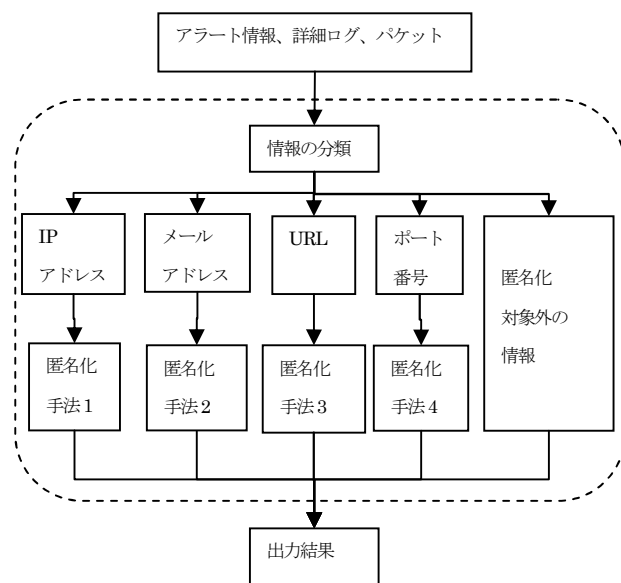 アラート情報、詳細ログ、パケット
情報の分類
IP
アドレス
メール
アドレス
URL
ポート
番号
匿名化
対象外の
情報
匿名化
手法1
匿名化
手法2
匿名化
手法3
匿名化
手法4
出力結果